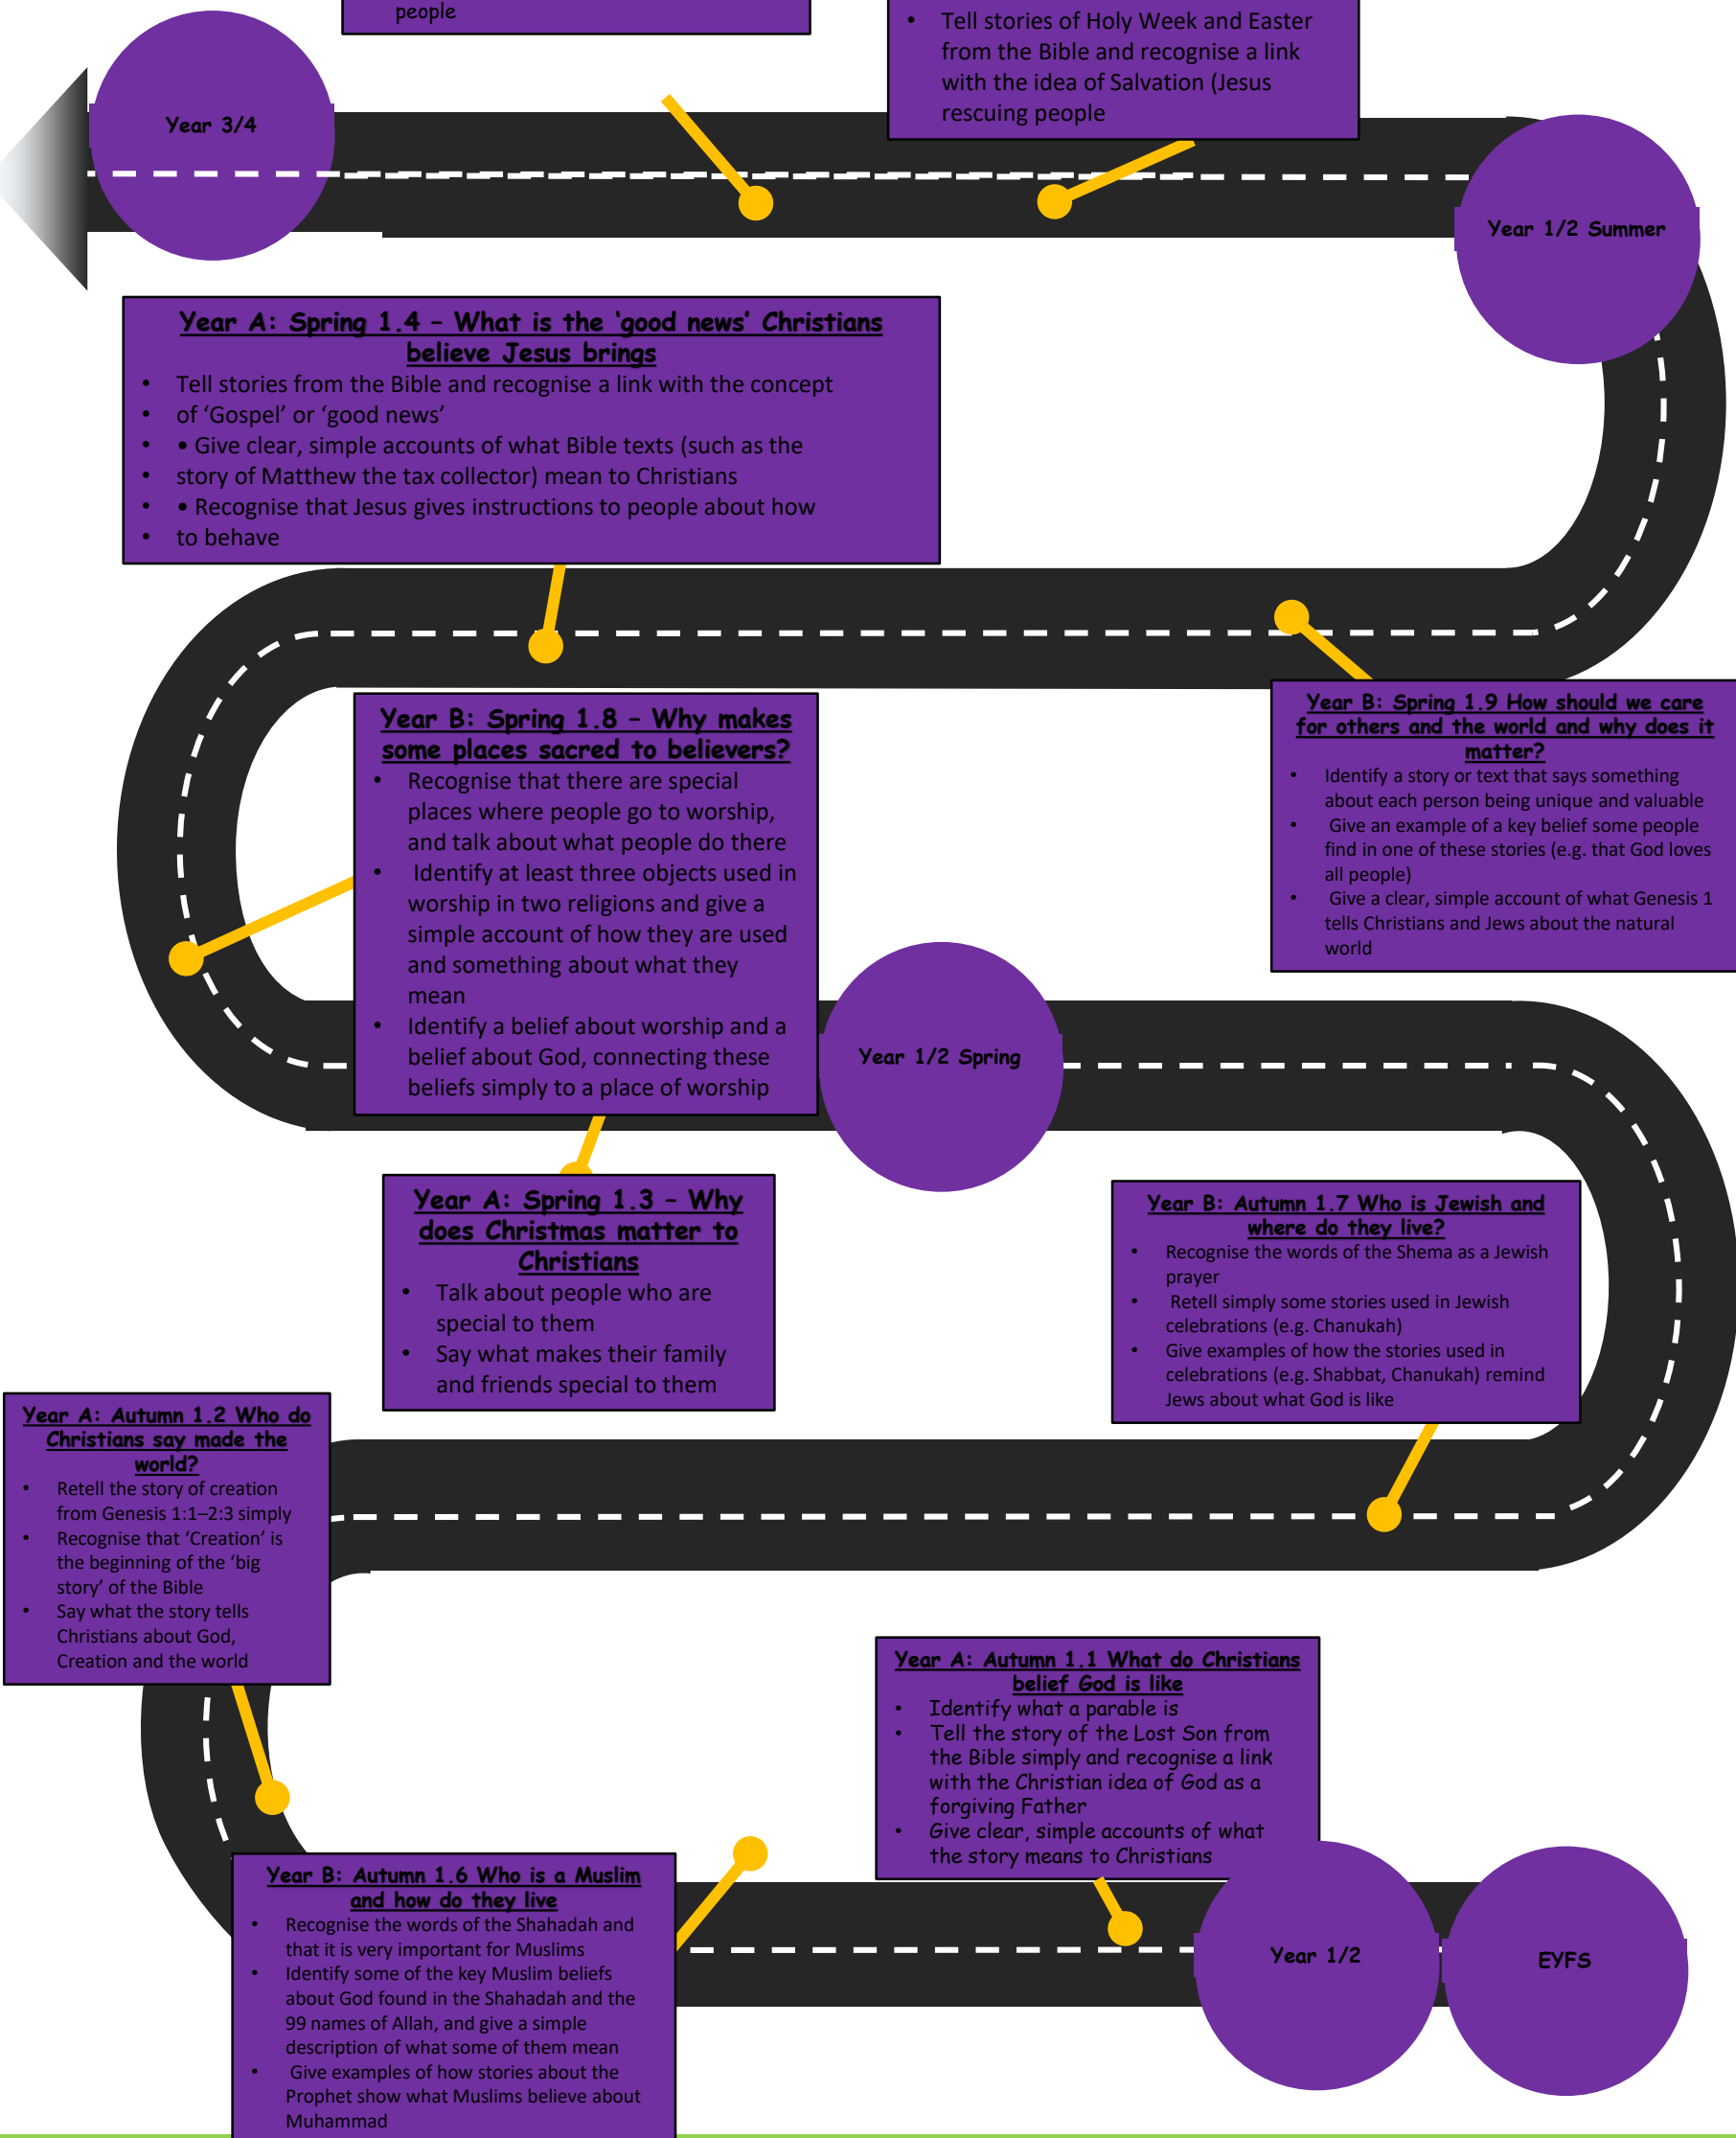 people
• Tell stories of Holy Week and Easter
from the Bible and recognise a link
with the idea of Salvation (Jesus
rescuing people
Year 3/4
Year 1/2 Summer
Year A: Spring 1.4 – What is the ‘good news’ Christians
believe Jesus brings
• Tell stories from the Bible and recognise a link with the concept
• of ‘Gospel’ or ‘good news’
• • Give clear, simple accounts of what Bible texts (such as the
• story of Matthew the tax collector) mean to Christians
• • Recognise that Jesus gives instructions to people about how
• to behave
Year B: Spring 1.8 – Why makes
some places sacred to believers?
• Recognise that there are special
places where people go to worship,
and talk about what people do there
• Identify at least three objects used in
worship in two religions and give a
simple account of how they are used
and something about what they
mean
• Identify a belief about worship and a
belief about God, connecting these
beliefs simply to a place of worship
Year B: Spring 1.9 How should we care
for others and the world and why does it
matter?
• Identify a story or text that says something
about each person being unique and valuable
• Give an example of a key belief some people
find in one of these stories (e.g. that God loves
all people)
• Give a clear, simple account of what Genesis 1
tells Christians and Jews about the natural
world
Year 1/2 Spring
Year A: Spring 1.3 – Why
does Christmas matter to
Christians
• Talk about people who are
special to them
• Say what makes their family
and friends special to them
Year B: Autumn 1.7 Who is Jewish and
where do they live?
• Recognise the words of the Shema as a Jewish
prayer
• Retell simply some stories used in Jewish
celebrations (e.g. Chanukah)
• Give examples of how the stories used in
celebrations (e.g. Shabbat, Chanukah) remind
Jews about what God is like
Year A: Autumn 1.2 Who do
Christians say made the
world?
• Retell the story of creation
from Genesis 1:1–2:3 simply
• Recognise that ‘Creation’ is
the beginning of the ‘big
story’ of the Bible
• Say what the story tells
Christians about God,
Creation and the world
Year A: Autumn 1.1 What do Christians
belief God is like
• Identify what a parable is
• Tell the story of the Lost Son from
the Bible simply and recognise a link
with the Christian idea of God as a
forgiving Father
• Give clear, simple accounts of what
the story means to Christians
Year B: Autumn 1.6 Who is a Muslim
and how do they live
• Recognise the words of the Shahadah and
that it is very important for Muslims
• Identify some of the key Muslim beliefs
about God found in the Shahadah and the
99 names of Allah, and give a simple
description of what some of them mean
• Give examples of how stories about the
Prophet show what Muslims believe about
Muhammad
Year 1/2
EYFS